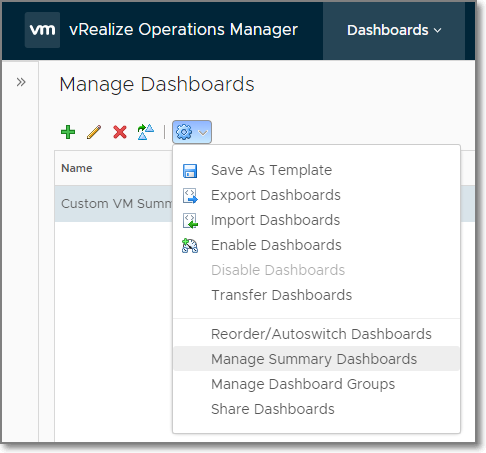 vm vRealize Operations Manager Dashboards
Manage Dashboards
Name
Custom VM Summ
Save As Template
Export Dashboards
Import Dashboards
Enable Dashboards
Disable Dashboards
Transfer Dashboards
Reorder/Autoswitch Dashboards
Manage Summary Dashboards
Manage Dashboard Groups
Share Dashboards